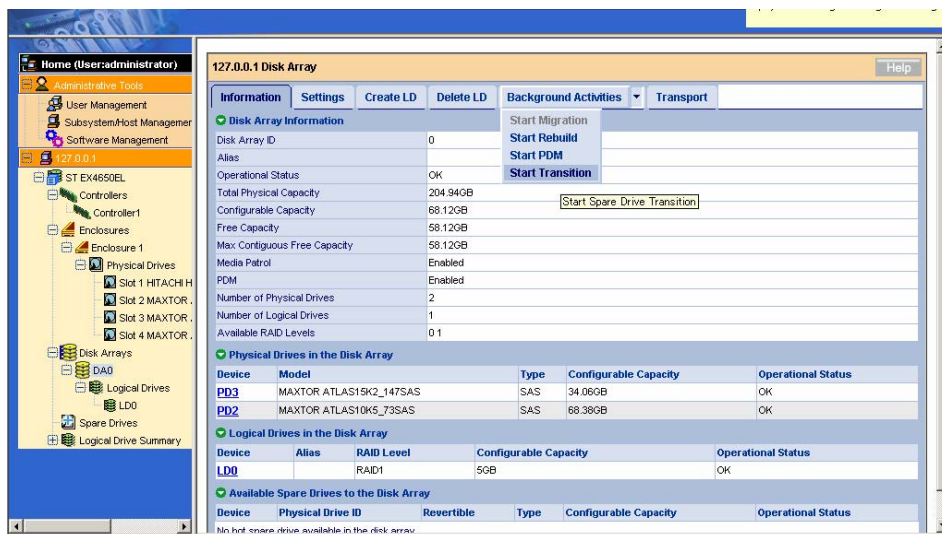 Home (User:administrator)
Administrative Tools
User Management
Subsystem/Host Managemer
Software Management
127.0.0.1
ST EX4650EL
Controllers
Controller1
Enclosures
Enclosure 1
Physical Drives
Slot 1 HITACHI H
Slot 2 MAXTOR
Slot 3 MAXTOR
Slot 4 MAXTOR
Disk Arrays
DA0
Logical Drives
LD0
Spare Drives
Logical Drive Summary
127.0.0.1 Disk Array
Help
Information Settings Create LD Delete LD Background Activities Transport
Start Migration
Start Rebuild
Start PDM
Start Transition
Start Spare Drive Transition
Disk Array Information
Disk Array ID 0
Alias
Operational Status OK
Total Physical Capacity 204.94GB
Configurable Capacity 68.12GB
Free Capacity 58.12GB
Max Contiguous Free Capacity 58.12GB
Media Patrol Enabled
PDM Enabled
Number of Physical Drives 2
Number of Logical Drives 1
Available RAID Levels 0 1
Physical Drives in the Disk Array
Device Model Type Configurable Capacity Operational Status
PD3 MAXTOR ATLAS15K2_147SAS SAS 34.06GB OK
PD2 MAXTOR ATLAS10K5_73SAS SAS 68.38GB OK
Logical Drives in the Disk Array
Device Alias RAID Level Configurable Capacity Operational Status
LD0 RAID1 5GB OK
Available Spare Drives to the Disk Array
Device Physical Drive ID Revertible Type Configurable Capacity Operational Status
No hot spare drive available in the disk array